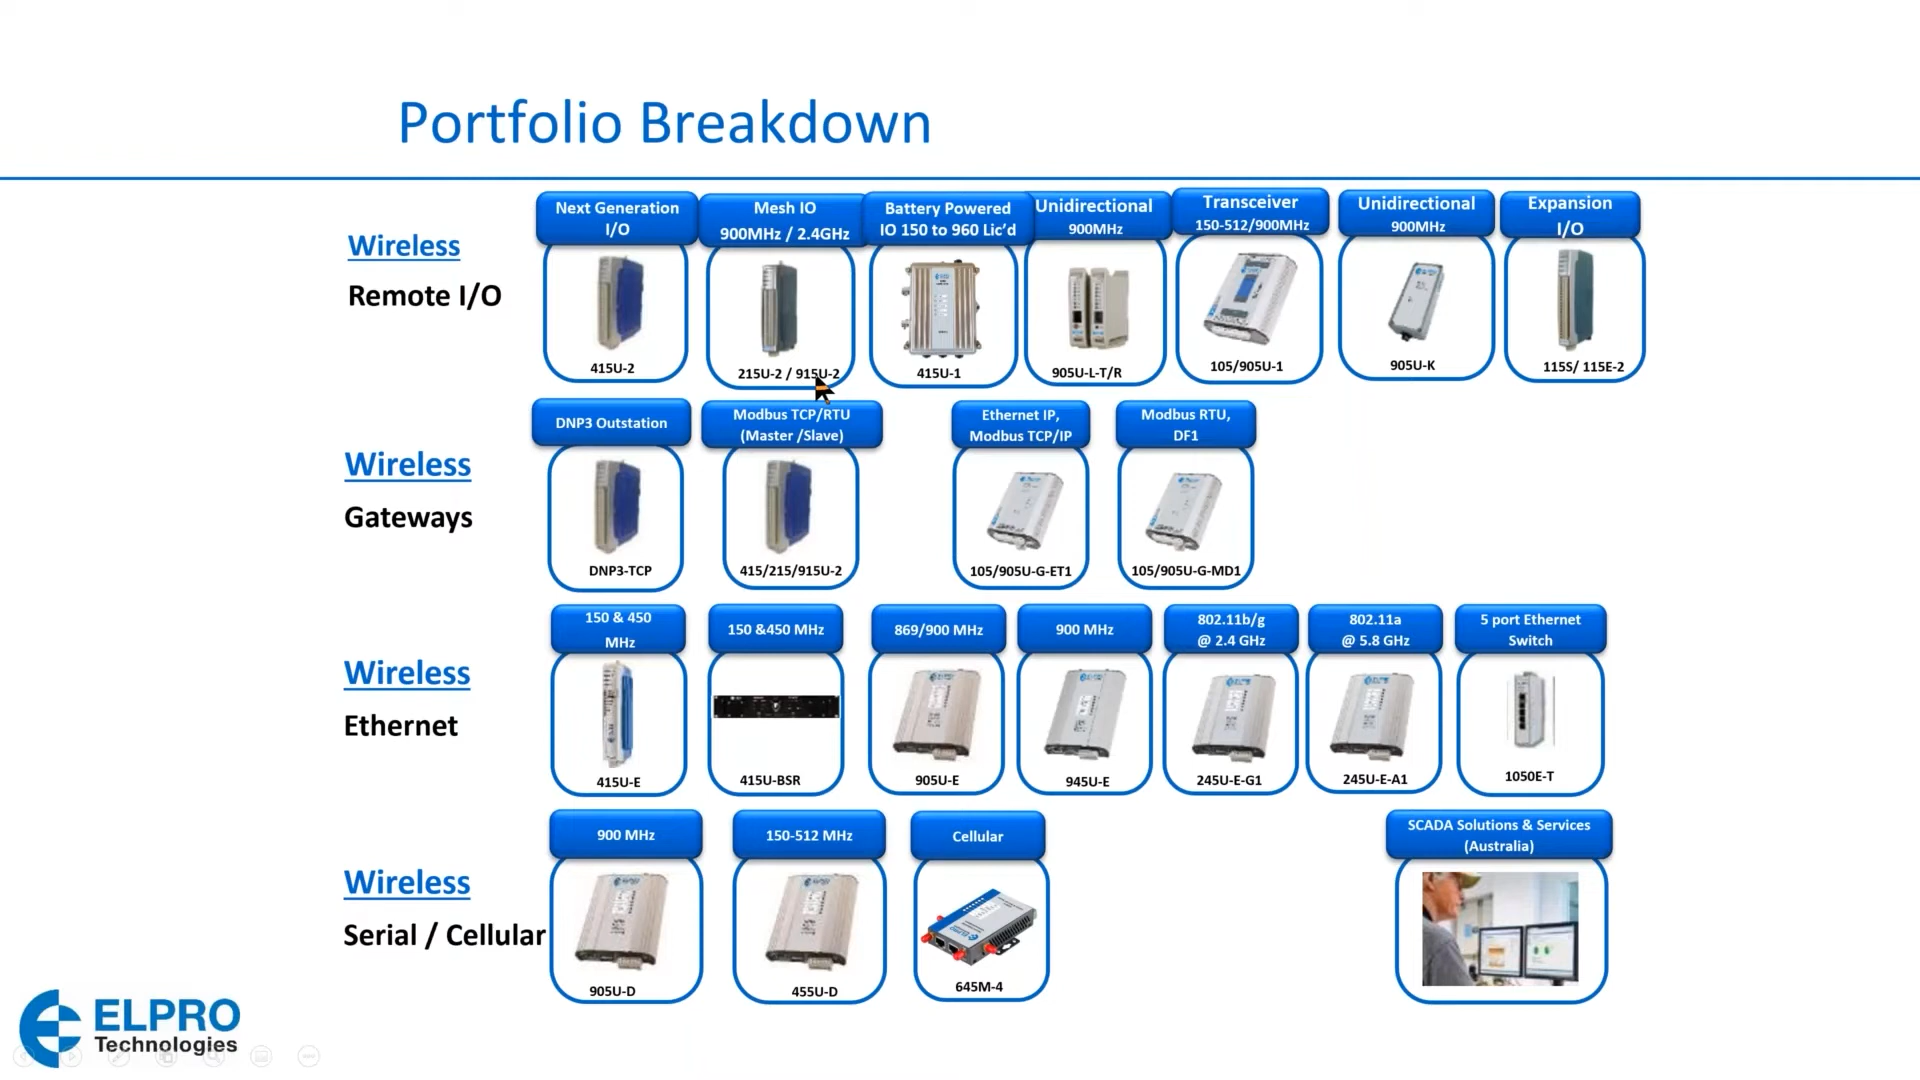 Portfolio Breakdown
Wireless
Remote I/O
Next Generation
I/O
415U-2
Mesh IO
900MHz / 2.4GHz
215U-2 / 915U-2
Battery Powered
IO 150 to 960 Lic’d
415U-1
Unidirectional
900MHz
905U-L-T/R
Transceiver
150-512/900MHz
105/905U-1
Unidirectional
900MHz
905U-K
Expansion
I/O
115S/ 115E-2
Wireless
Gateways
DNP3 Outstation
DNP3-TCP
Modbus TCP/RTU
(Master /Slave)
415/215/915U-2
Ethernet IP,
Modbus TCP/IP
105/905U-G-ET1
Modbus RTU,
DF1
105/905U-G-MD1
Wireless
Ethernet
150 & 450
MHz
415U-E
150 &450 MHz
415U-BSR
869/900 MHz
905U-E
900 MHz
945U-E
802.11b/g
@ 2.4 GHz
245U-E-G1
802.11a
@ 5.8 GHz
245U-E-A1
5 port Ethernet
Switch
1050E-T
Wireless
Serial / Cellular
900 MHz
905U-D
150-512 MHz
455U-D
Cellular
645M-4
SCADA Solutions & Services
(Australia)
ELPRO
Technologies